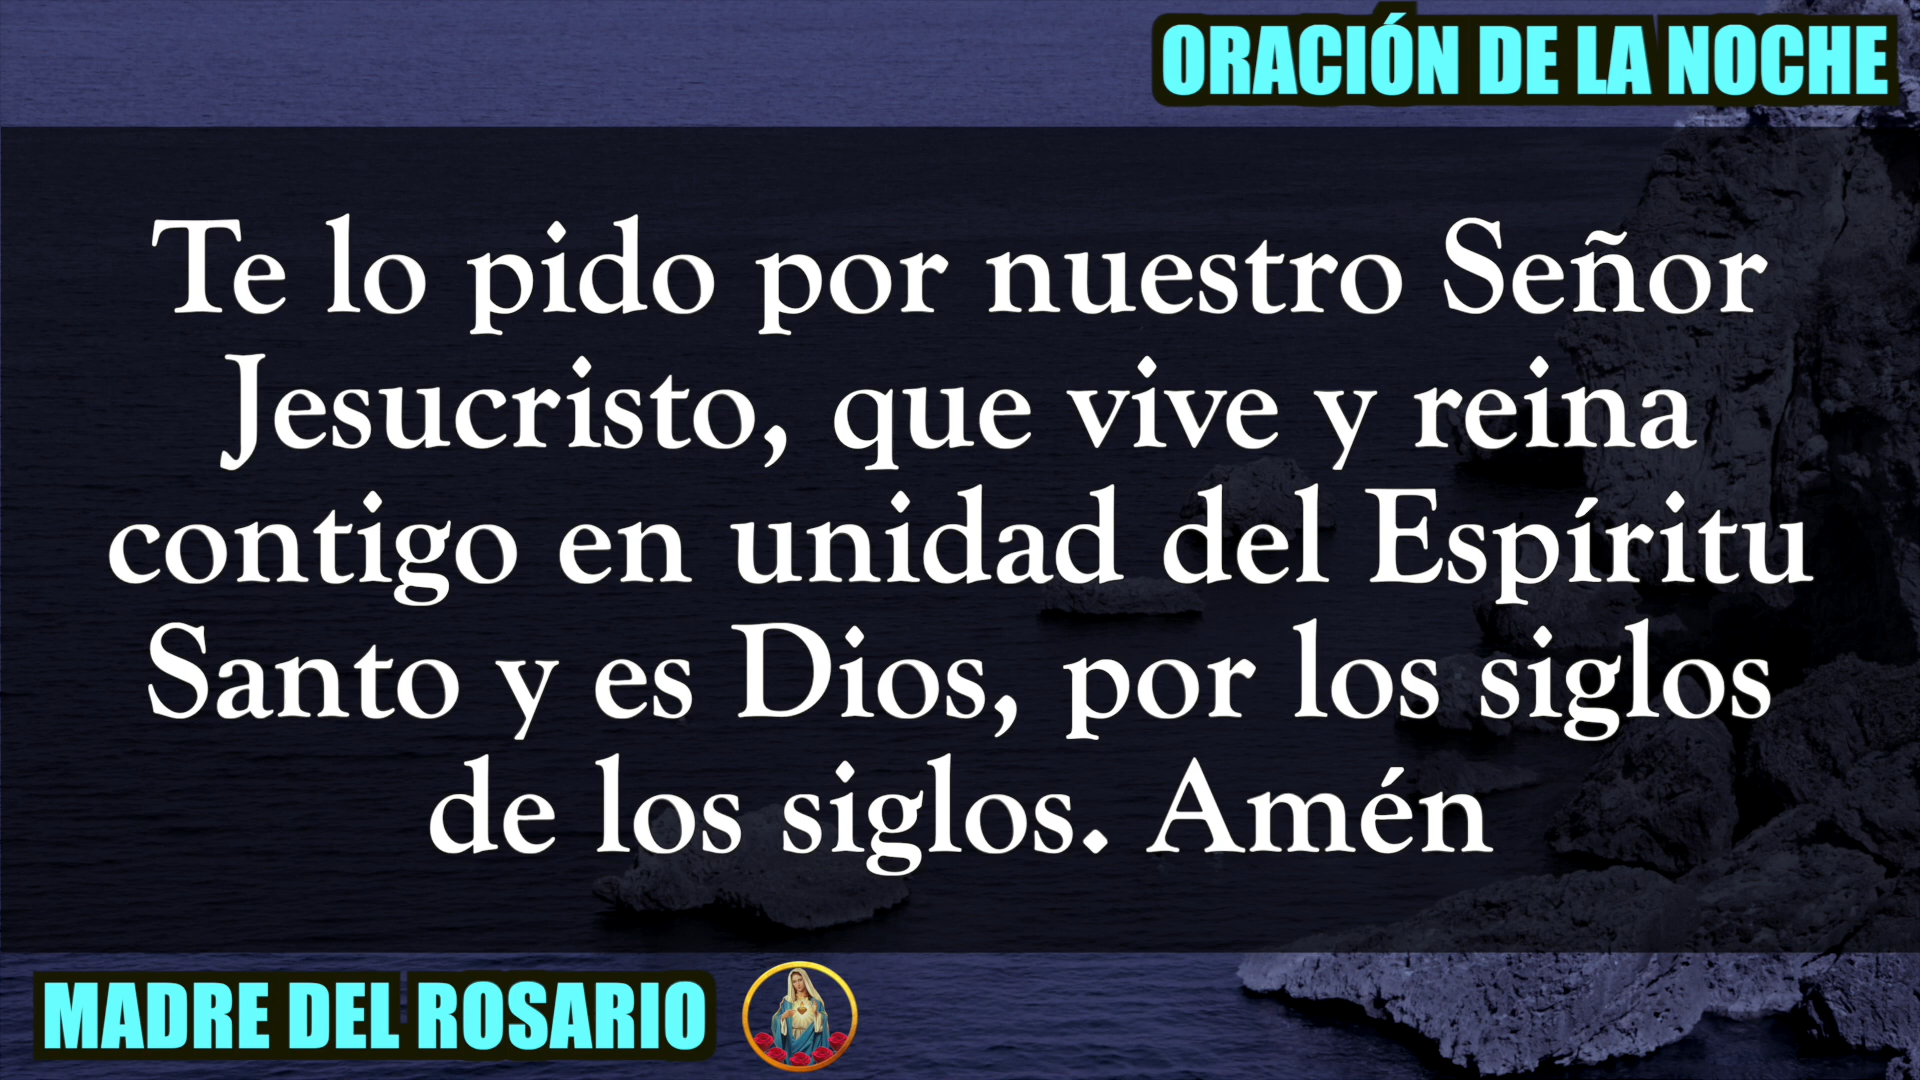 ORACIÓN DE LA NOCHE
Te lo pido por nuestro Señor
Jesucristo, que vive y reina
contigo en unidad del Espíritu
Santo y es Dios, por los siglos
de los siglos. Amén
MADRE DEL ROSARIO